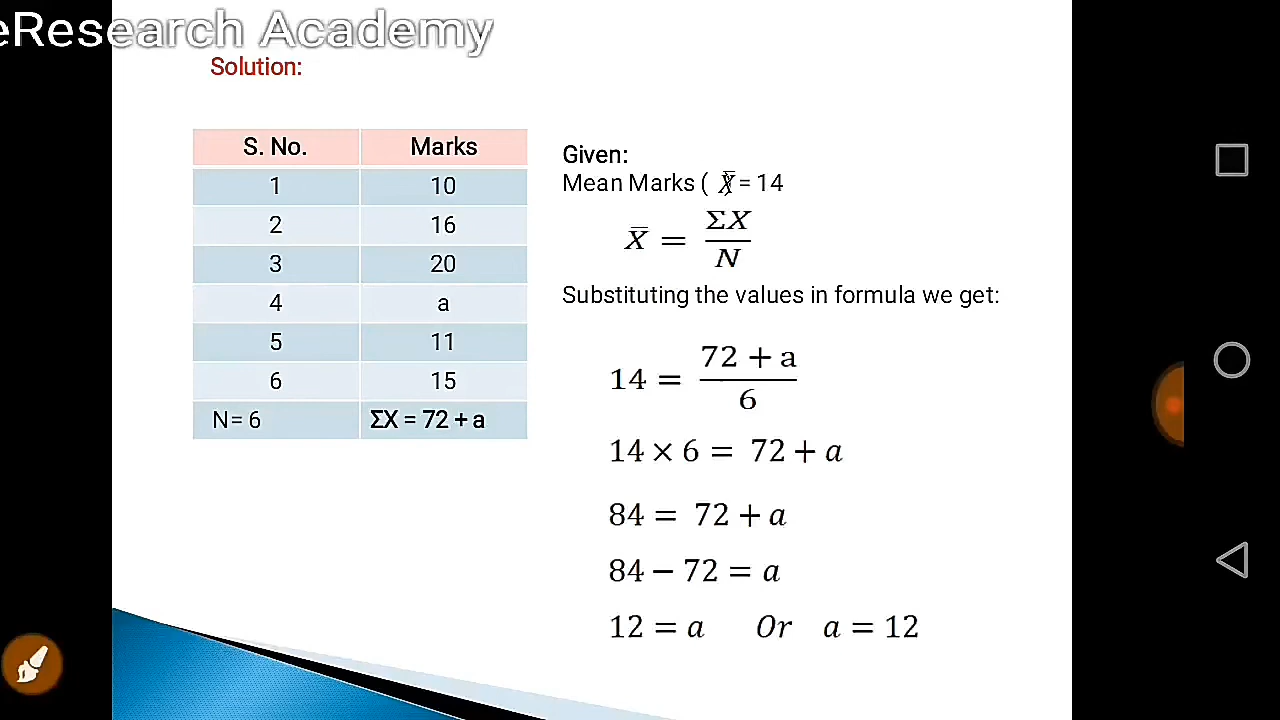 eResearch Academy
Solution:
S. No. Marks
1 10
2 16
3 20
4 a
5 11
6 15
N= 6 ΣX = 72 + a
Given:
Mean Marks ( X̅ = 14
X̅ = ΣX / N
Substituting the values in formula we get:
14 = 72 + a / 6
14 × 6 = 72 + a
84 = 72 + a
84 − 72 = a
12 = a Or a = 12